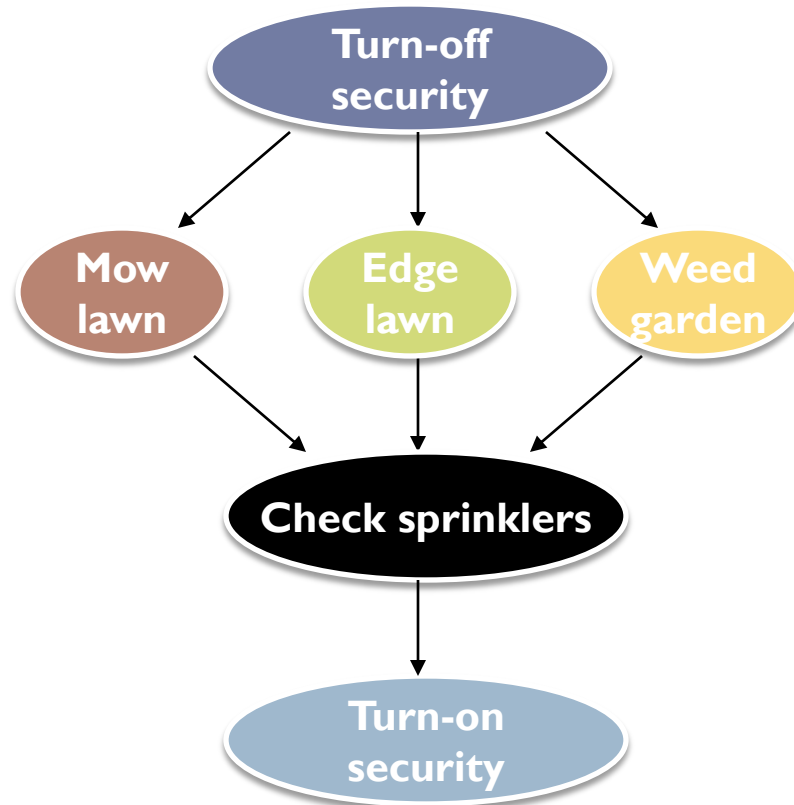 Turn-off
security
Mow
lawn
Edge
lawn
Weed
garden
Check sprinklers
Turn-on
security